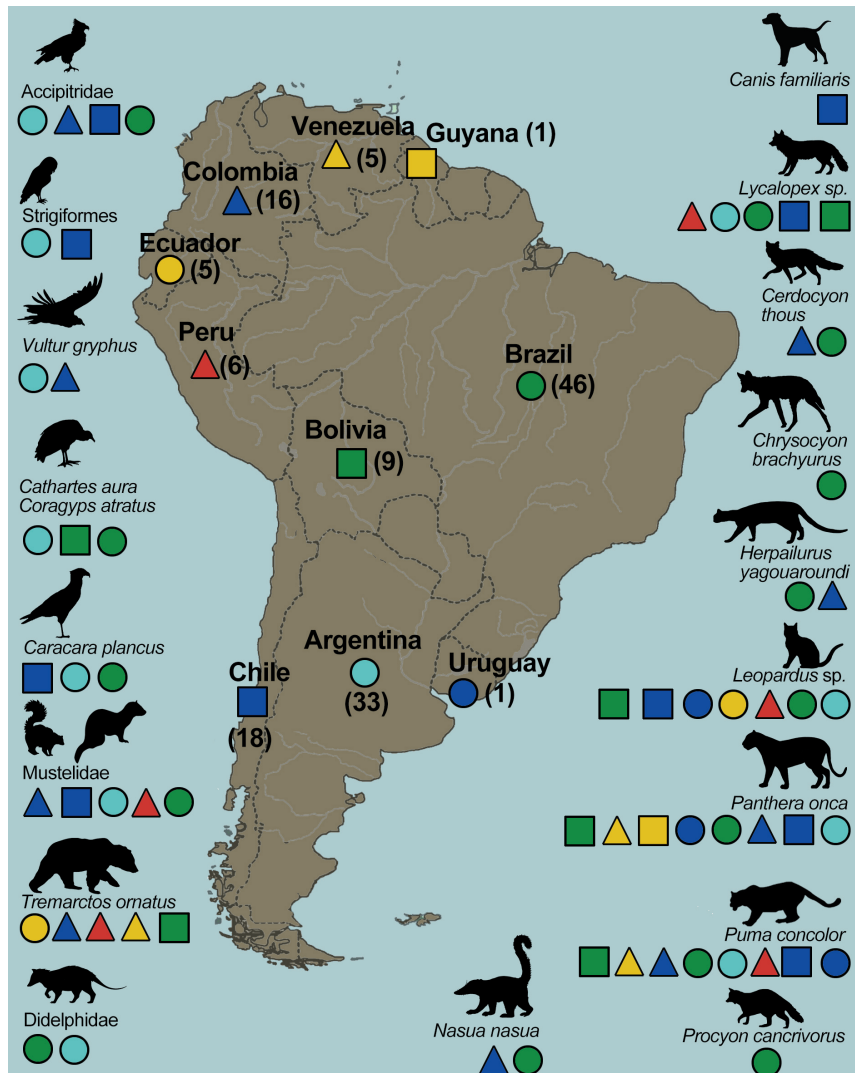 Accipitridae
Strigiformes
Vultur gryphus
Cathartes aura
Coragyps atratus
Caracara plancus
Mustelidae
Tremarctos ornatus
Didelphidae
Venezuela
(5)
Guyana (1)
Colombia
(16)
Ecuador
(5)
Peru
(6)
Brazil
(46)
Bolivia
(9)
Argentina
(33)
Chile
(18)
Uruguay
(1)
Nasua nasua
Canis familiaris
Lycalopex sp.
Cerdocyon
thous
Chrysocyon
brachyurus
Herpailurus
yagouaroundi
Leopardus sp.
Panthera onca
Puma concolor
Procyon cancrivorus